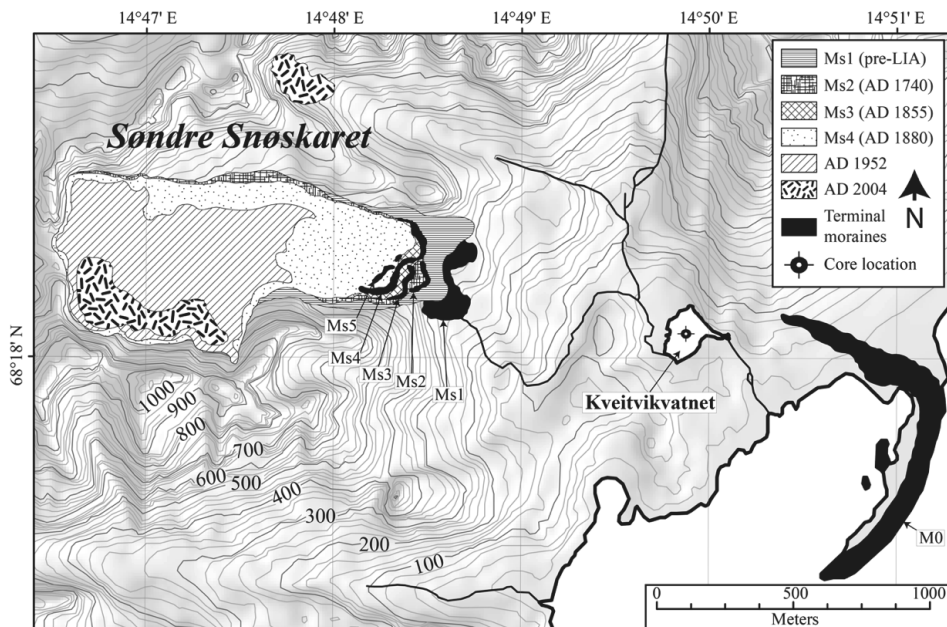 14°47' E
14°48' E
14°49' E
14°50' E
14°51' E
Ms1 (pre-LIA)
Ms2 (AD 1740)
Ms3 (AD 1855)
Ms4 (AD 1880)
AD 1952
AD 2004
Terminal
moraines
Core location
N
Søndre Snøskaret
68°18' N
Ms5
Ms4
Ms3
Ms2
Ms1
Kveitvikvatnet
1000
900
800
700
600
500
400
300
200
100
M0
0
500
1000
Meters